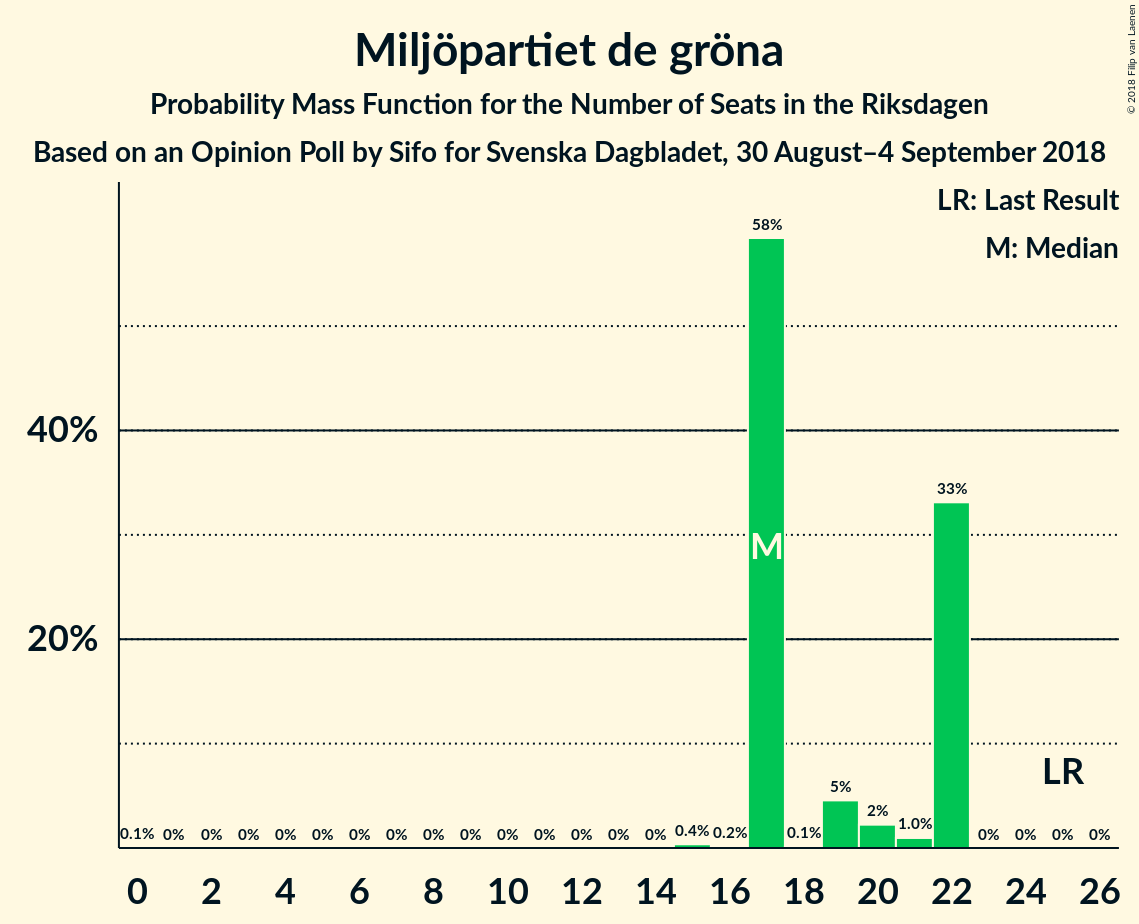 Miljöpartiet de gröna
Probability Mass Function for the Number of Seats in the Riksdagen
Based on an Opinion Poll by Sifo for Svenska Dagbladet, 30 August–4 September 2018
© 2018 Filip van Laenen
LR: Last Result
M: Median
58%
40%
33%
M
20%
LR
0.1% 0% 0% 0% 0% 0% 0% 0% 0% 0% 0% 0% 0% 0% 0% 0.4% 0.2% 0.1% 5% 2% 1.0% 0% 0% 0% 0%
0 2 4 6 8 10 12 14 16 18 20 22 24 26